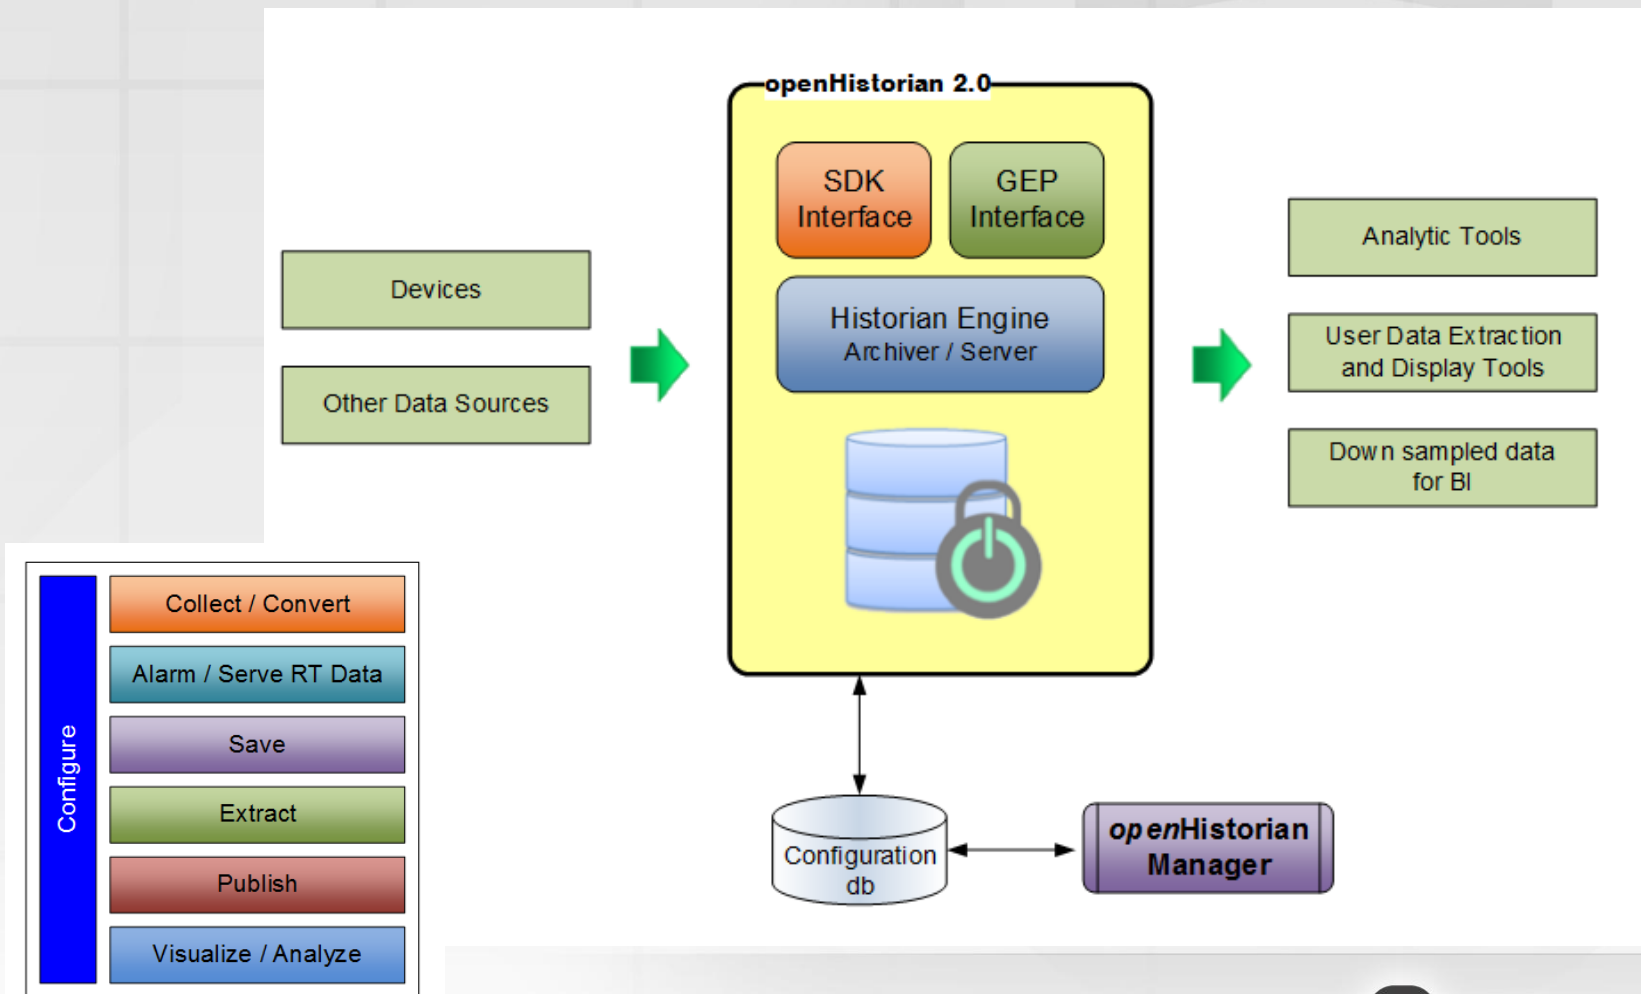 openHistorian 2.0
SDK
Interface
GEP
Interface
Historian Engine
Archiver / Server
Devices
Other Data Sources
Analytic Tools
User Data Extraction
and Display Tools
Down sampled data
for BI
Configuration
db
openHistorian
Manager
Configure
Collect / Convert
Alarm / Serve RT Data
Save
Extract
Publish
Visualize / Analyze